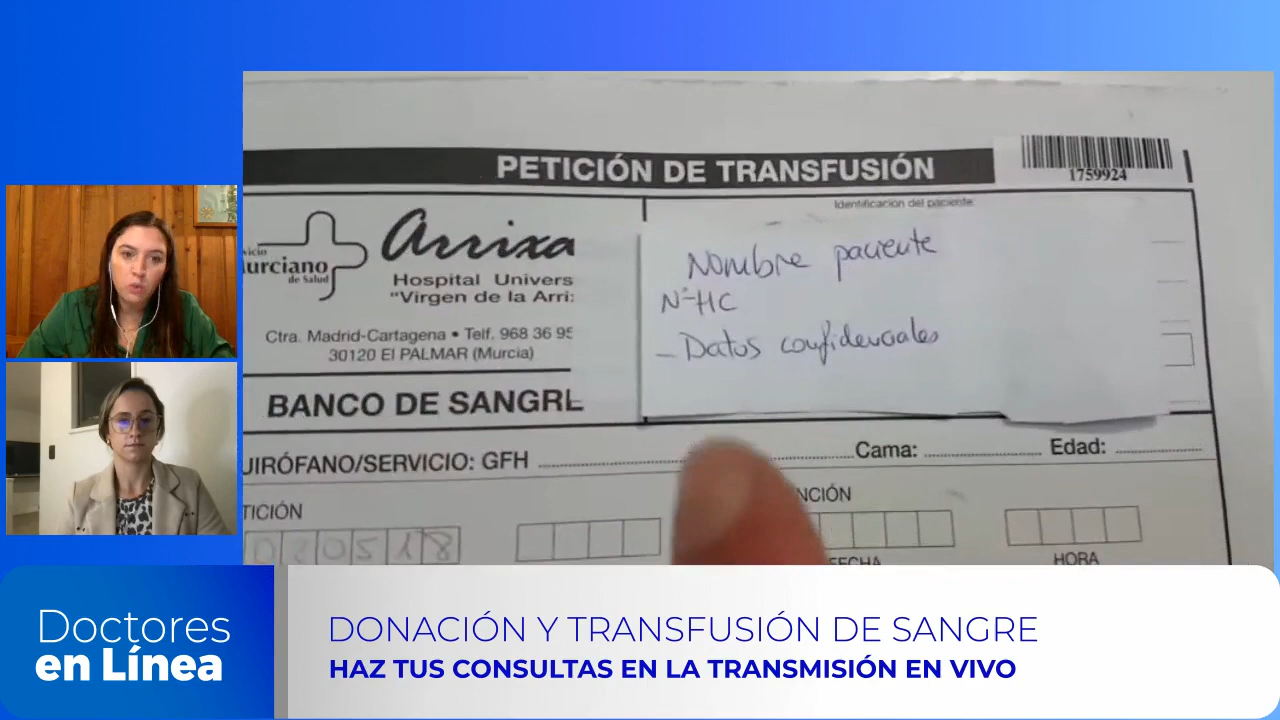 PETICIÓN DE TRANSFUSIÓN
1759924
Identificación del paciente
Arrixa
urciano
de Salud
Hospital Univers
"Virgen de la Arri
Ctra. Madrid-Cartagena • Telf. 968 36 95
30120 El PALMAR (Murcia)
Nombre paciente
Nº HC
- Datos confidenciales
BANCO DE SANGRE
UIRÓFANO/SERVICIO: GFH
Cama:
Edad:
TICIÓN
NCIÓN
030518
FECHA
HORA
Doctores
en Línea
DONACIÓN Y TRANSFUSIÓN DE SANGRE
HAZ TUS CONSULTAS EN LA TRANSMISIÓN EN VIVO